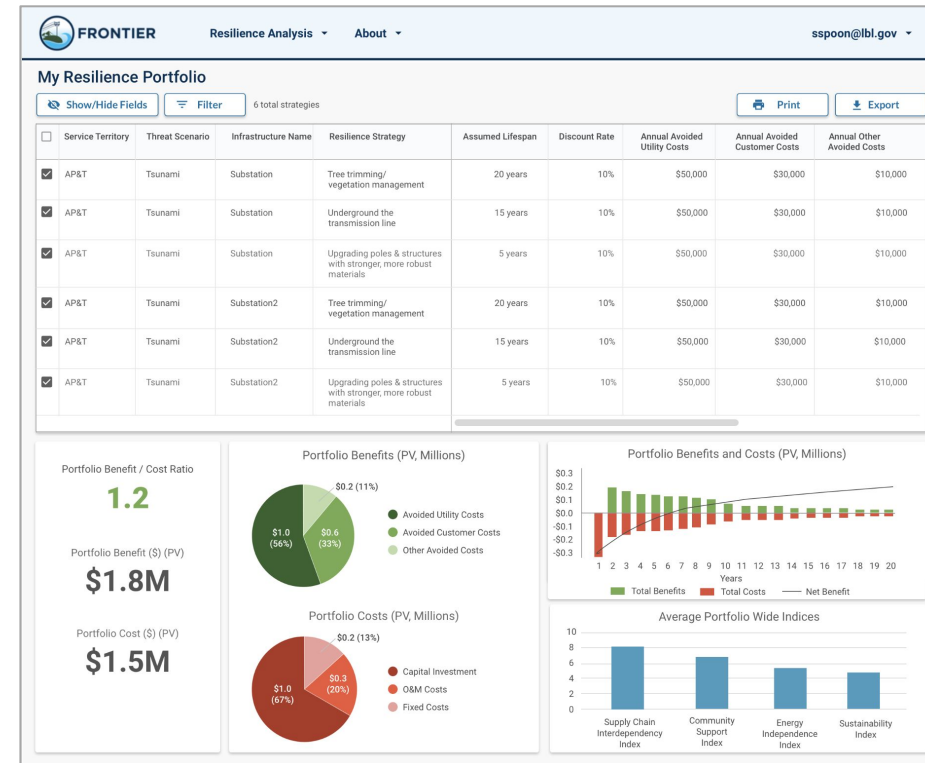 FRONTIER Resilience Analysis About sspoon@lbl.gov
My Resilience Portfolio
Show/Hide Fields Filter 6 total strategies Print Export
Service Territory Threat Scenario Infrastructure Name Resilience Strategy Assumed Lifespan Discount Rate Annual Avoided Annual Avoided Annual Other
Utility Costs Customer Costs Avoided Costs
AP&T Tsunami Substation Tree trimming/ 20 years 10% $50,000 $30,000 $10,000
vegetation management
AP&T Tsunami Substation Underground the 15 years 10% $50,000 $30,000 $10,000
transmission line
AP&T Tsunami Substation Upgrading poles & structures 5 years 10% $50,000 $30,000 $10,000
with stronger, more robust
materials
AP&T Tsunami Substation2 Tree trimming/ 20 years 10% $50,000 $30,000 $10,000
vegetation management
AP&T Tsunami Substation2 Underground the 15 years 10% $50,000 $30,000 $10,000
transmission line
AP&T Tsunami Substation2 Upgrading poles & structures 5 years 10% $50,000 $30,000 $10,000
with stronger, more robust
materials
Portfolio Benefit / Cost Ratio
1.2
Portfolio Benefit ($) (PV)
$1.8M
Portfolio Cost ($) (PV)
$1.5M
Portfolio Benefits (PV, Millions)
$0.2 (11%)
$1.0 $0.6
(56%) (33%)
Avoided Utility Costs
Avoided Customer Costs
Other Avoided Costs
Portfolio Costs (PV, Millions)
$0.2 (13%)
$0.3
(20%)
$1.0
(67%)
Capital Investment
O&M Costs
Fixed Costs
Portfolio Benefits and Costs (PV, Millions)
$0.3
$0.2
$0.1
$0.0
-$0.1
-$0.2
-$0.3
1 2 3 4 5 6 7 8 9 10 11 12 13 14 15 16 17 18 19 20
Years
Total Benefits Total Costs Net Benefit
Average Portfolio Wide Indices
10
8
6
4
2
0
Supply Chain Community Energy Sustainability
Interdependency Support Independence Index
Index Index Index